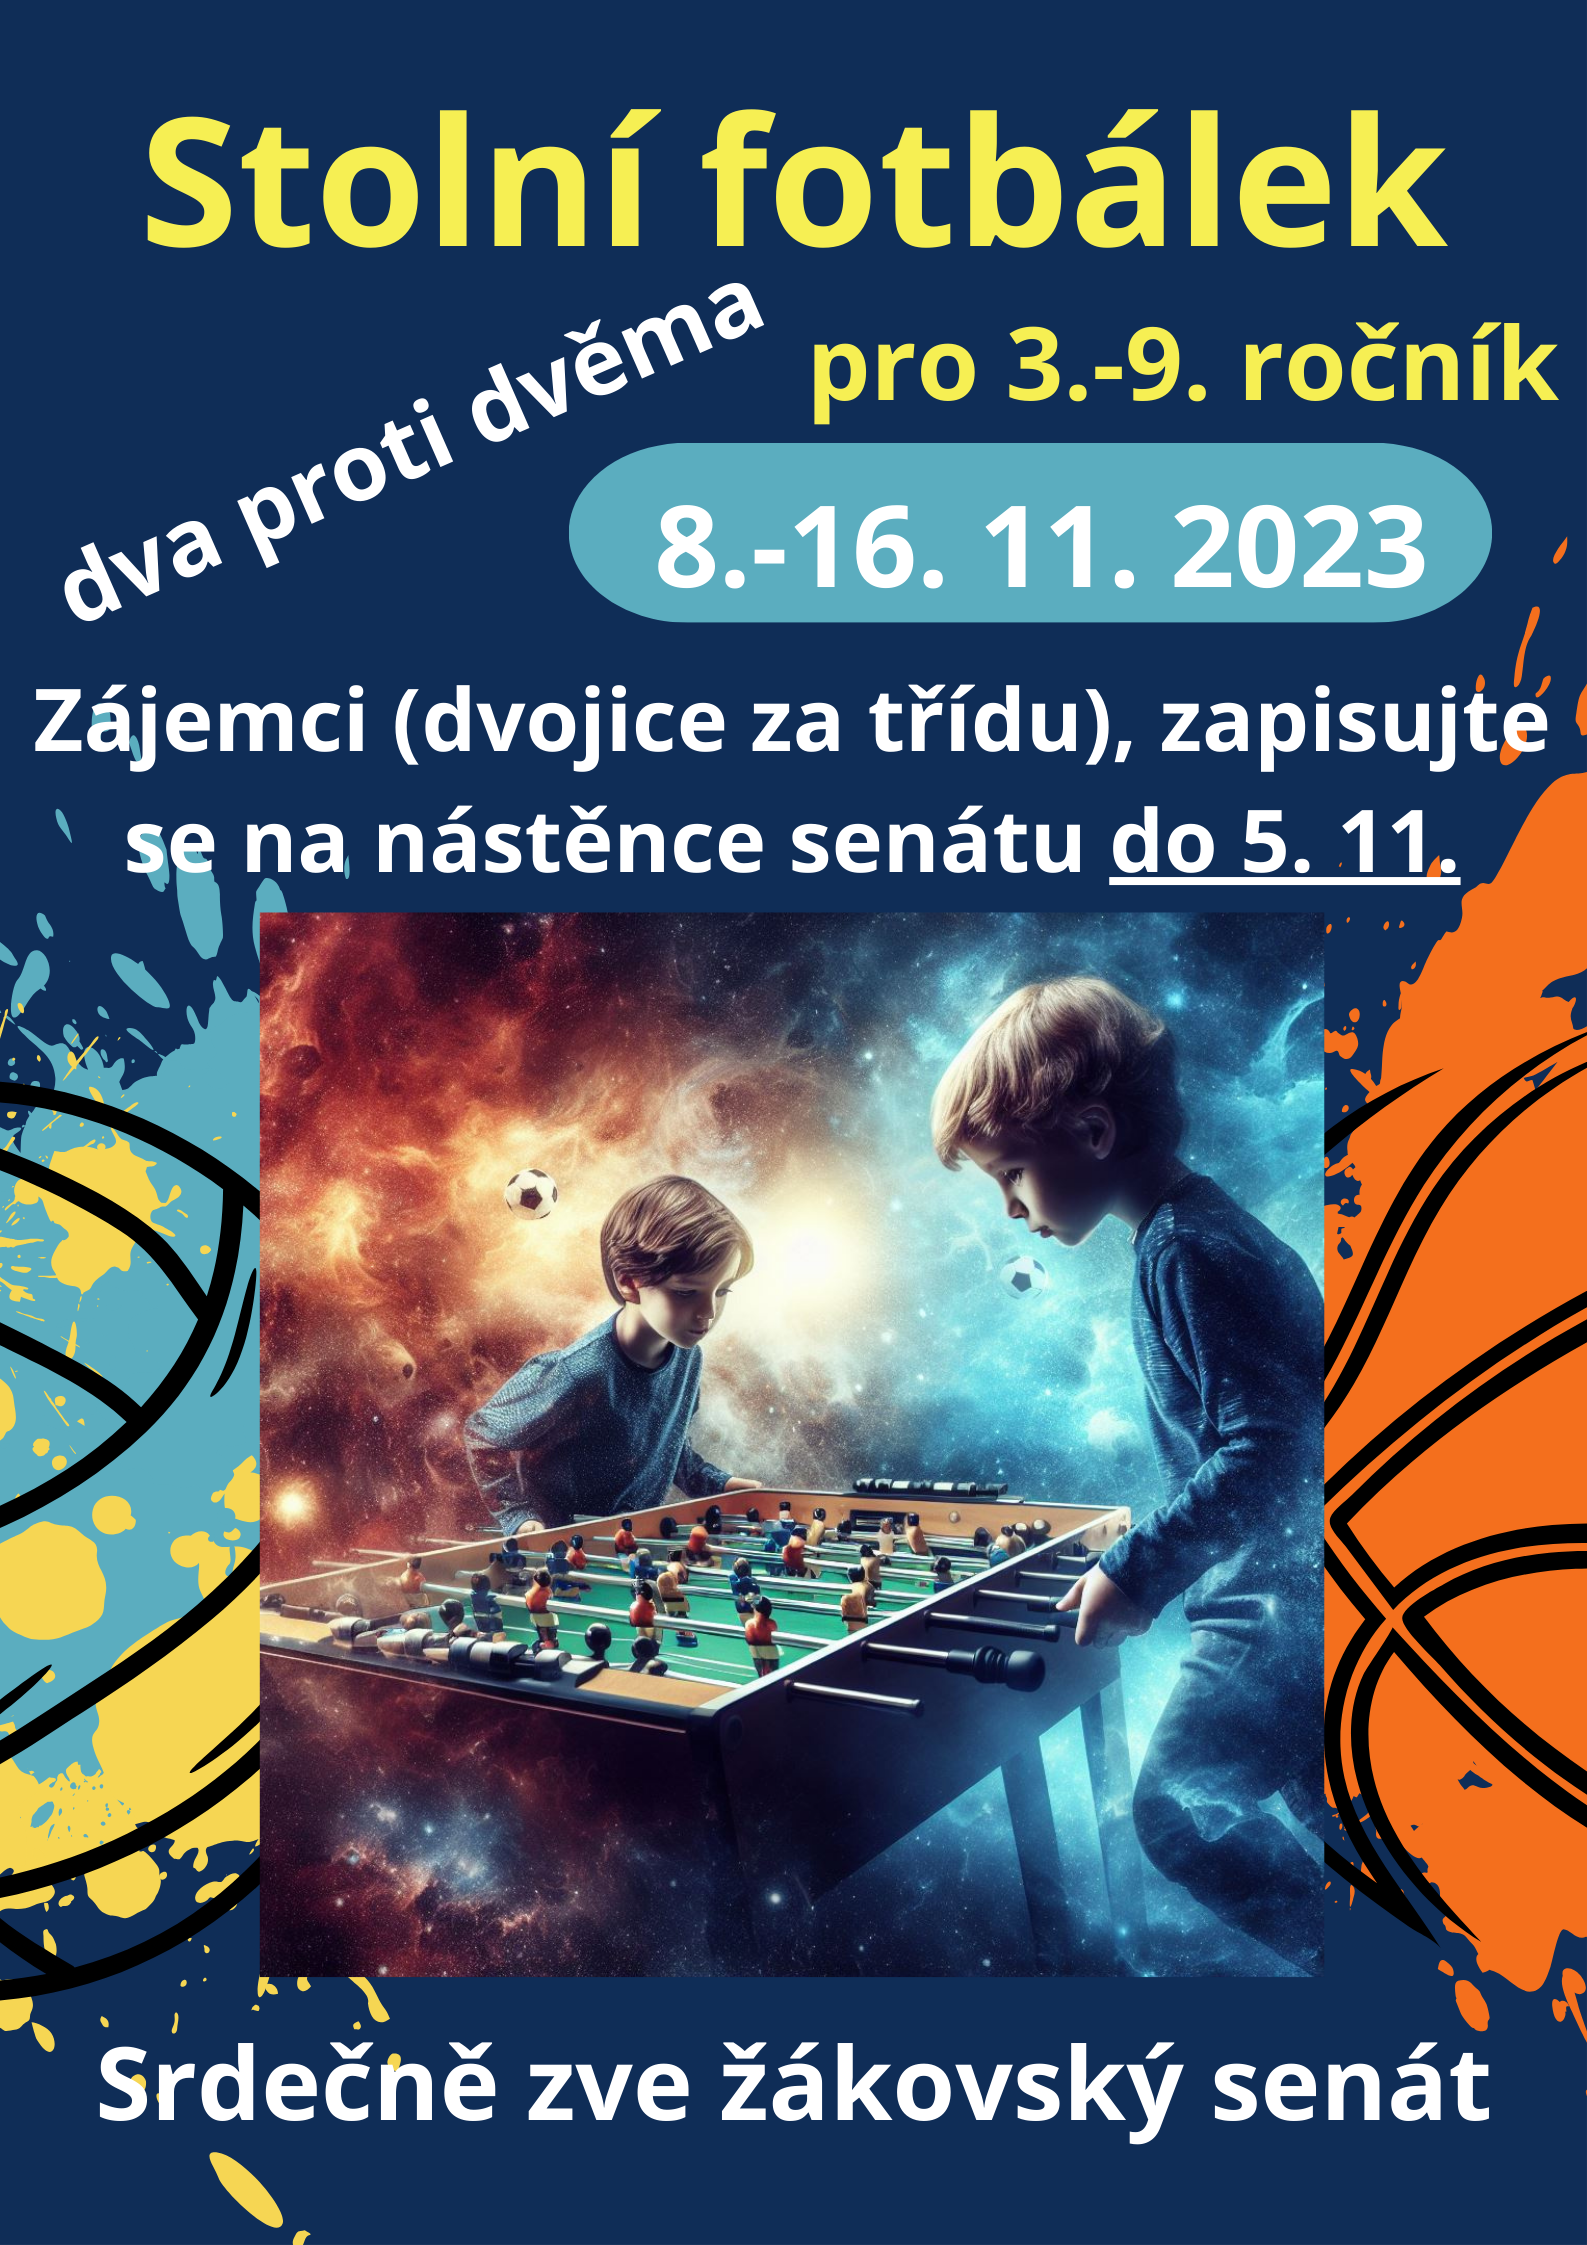 Stolní fotbálek
dva proti dvěma
pro 3.-9. ročník
8.-16. 11. 2023
Zájemci (dvojice za třídu), zapisujte
se na nástěnce senátu do 5. 11.
Srdečně zve žákovský senát